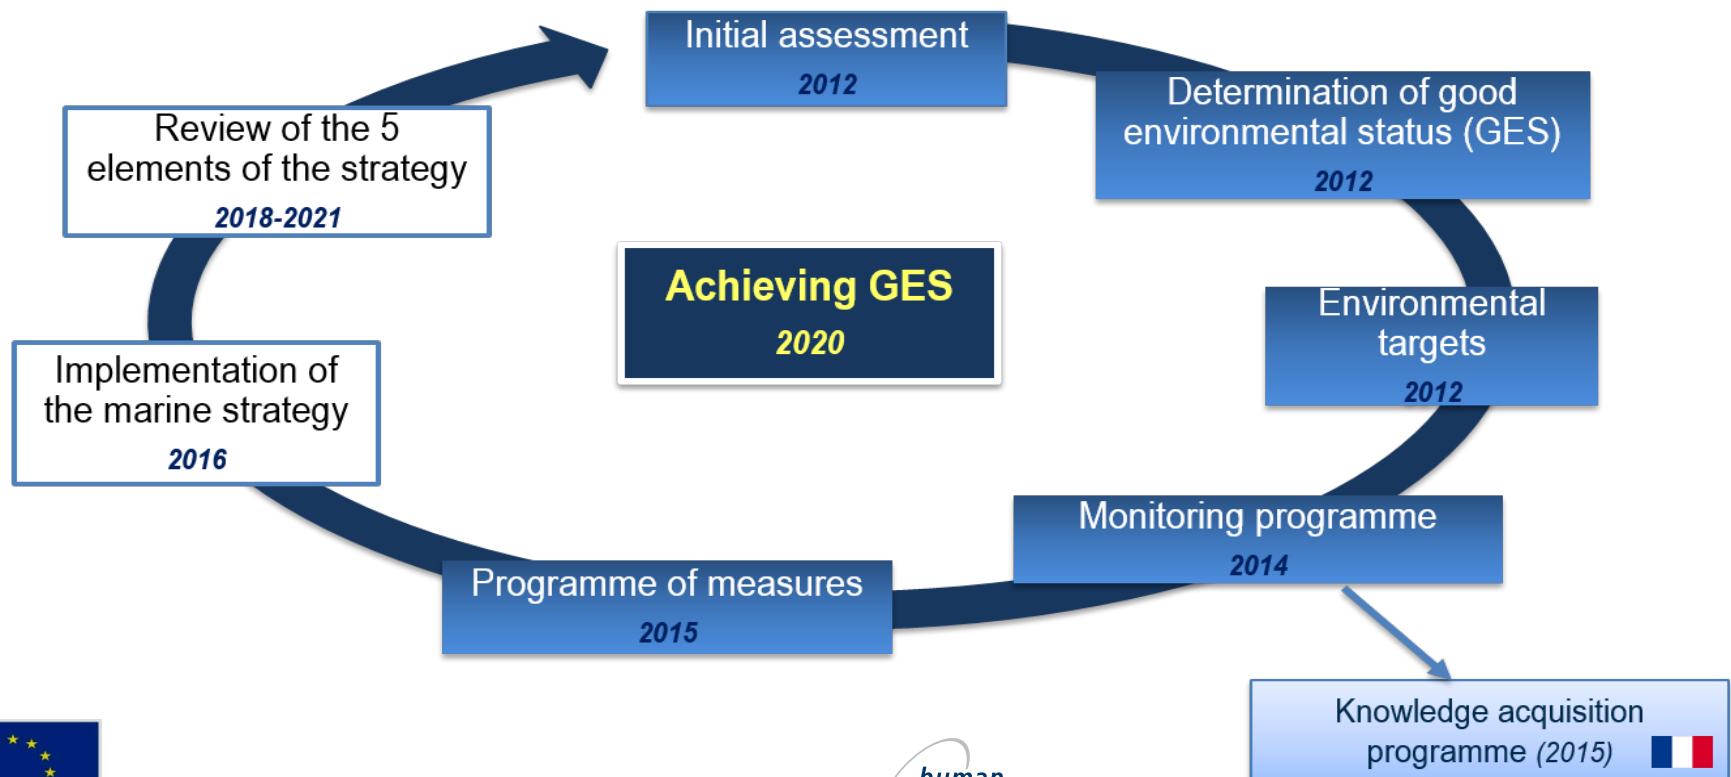 Initial assessment
2012
Determination of good
environmental status (GES)
2012
Environmental
targets
2012
Monitoring programme
2014
Knowledge acquisition
programme (2015)
Programme of measures
2015
Implementation of
the marine strategy
2016
Review of the 5
elements of the strategy
2018-2021
Achieving GES
2020
human